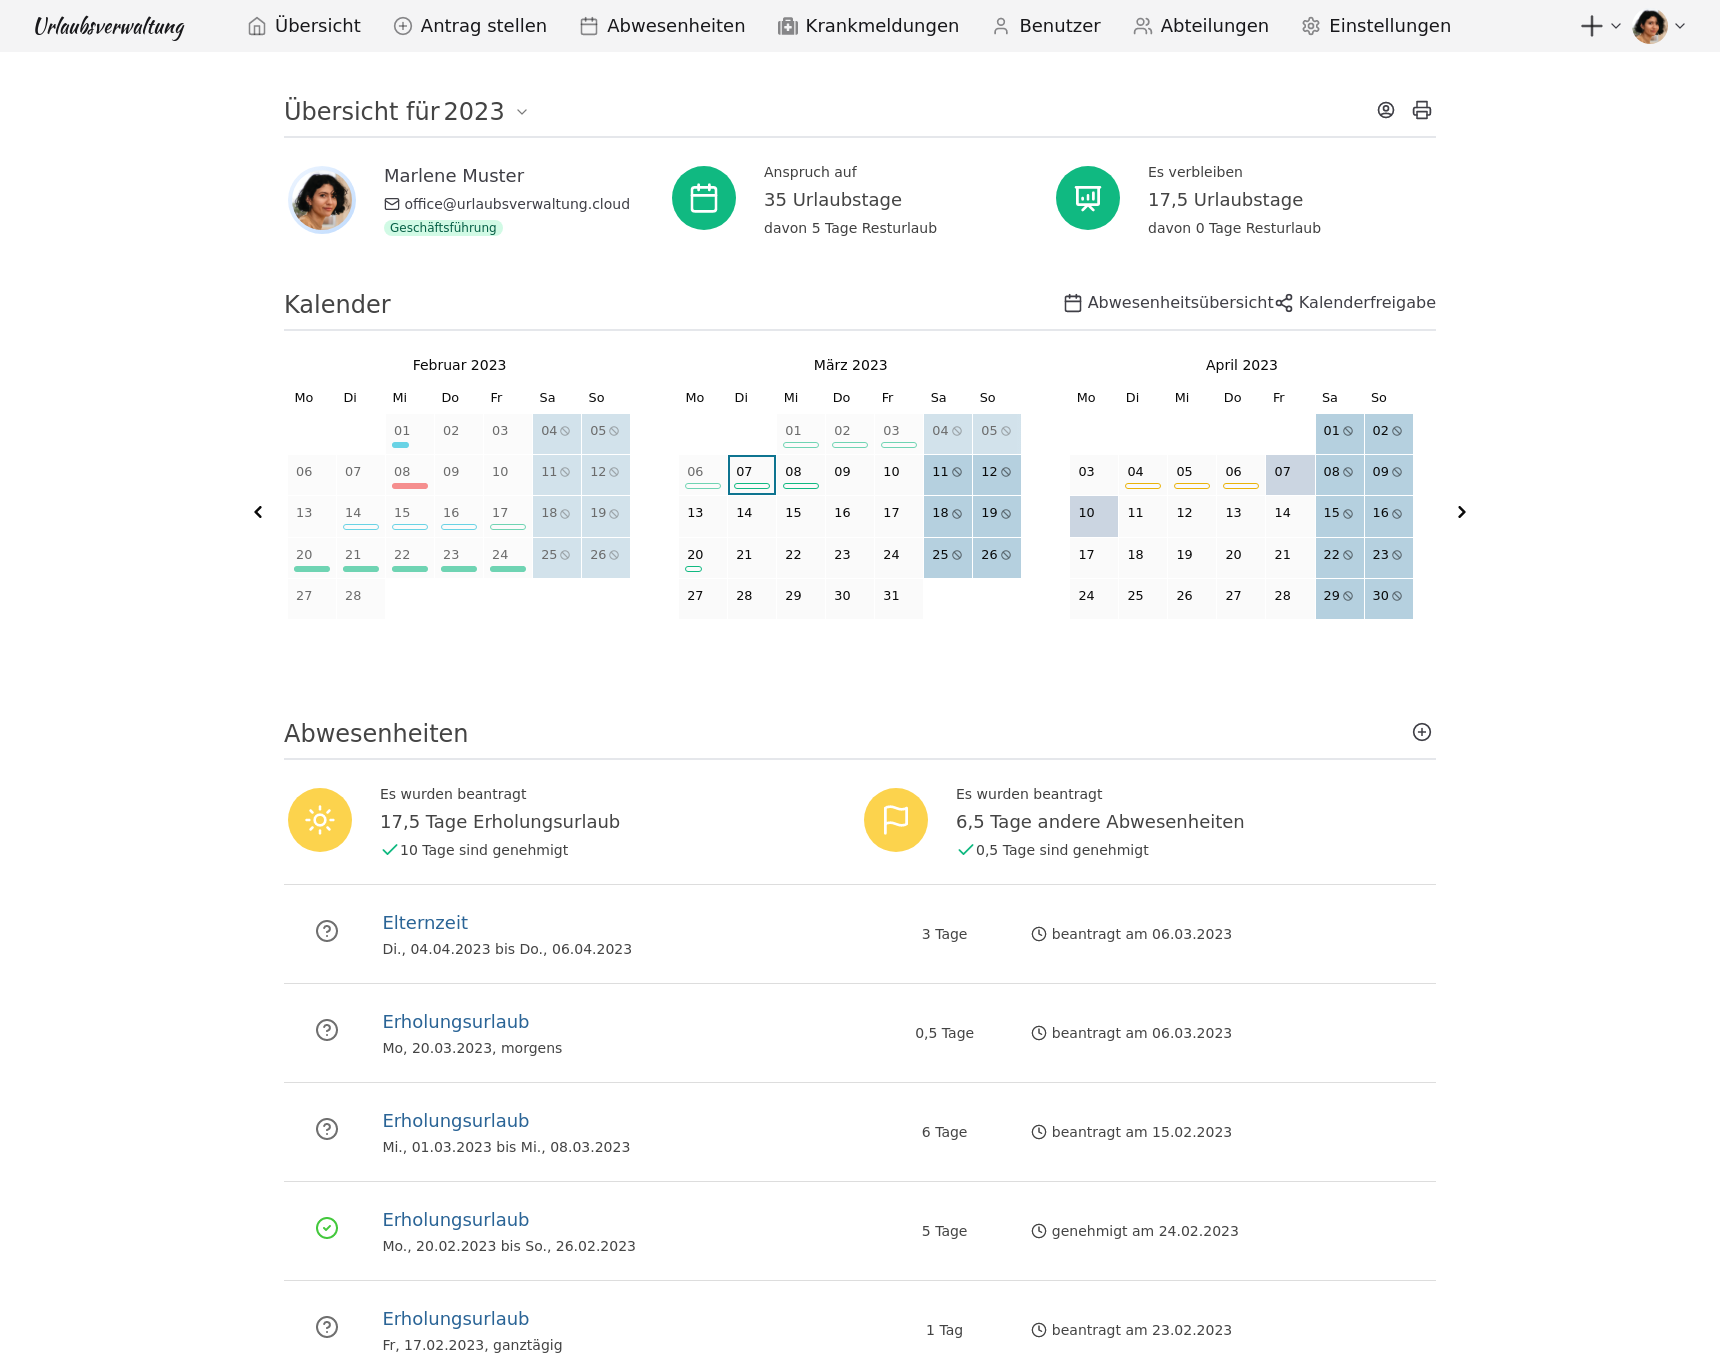 Urlaubsverwaltung Übersicht Antrag stellen Abwesenheiten Krankmeldungen Benutzer Abteilungen Einstellungen
Übersicht für 2023
Marlene Muster
office@urlaubsverwaltung.cloud
Geschäftsführung
Anspruch auf
35 Urlaubstage
davon 5 Tage Resturlaub
Es verbleiben
17,5 Urlaubstage
davon 0 Tage Resturlaub
Kalender
Abwesenheitsübersicht Kalenderfreigabe
Februar 2023
Mo Di Mi Do Fr Sa So
01 02 03 04 05
06 07 08 09 10 11 12
13 14 15 16 17 18 19
20 21 22 23 24 25 26
27 28
März 2023
Mo Di Mi Do Fr Sa So
01 02 03 04 05
06 07 08 09 10 11 12
13 14 15 16 17 18 19
20 21 22 23 24 25 26
27 28 29 30 31
April 2023
Mo Di Mi Do Fr Sa So
01 02
03 04 05 06 07 08 09
10 11 12 13 14 15 16
17 18 19 20 21 22 23
24 25 26 27 28 29 30
Abwesenheiten
Es wurden beantragt
17,5 Tage Erholungsurlaub
10 Tage sind genehmigt
Es wurden beantragt
6,5 Tage andere Abwesenheiten
0,5 Tage sind genehmigt
Elternzeit
Di., 04.04.2023 bis Do., 06.04.2023
3 Tage
beantragt am 06.03.2023
Erholungsurlaub
Mo, 20.03.2023, morgens
0,5 Tage
beantragt am 06.03.2023
Erholungsurlaub
Mi., 01.03.2023 bis Mi., 08.03.2023
6 Tage
beantragt am 15.02.2023
Erholungsurlaub
Mo., 20.02.2023 bis So., 26.02.2023
5 Tage
genehmigt am 24.02.2023
Erholungsurlaub
Fr, 17.02.2023, ganztägig
1 Tag
beantragt am 23.02.2023